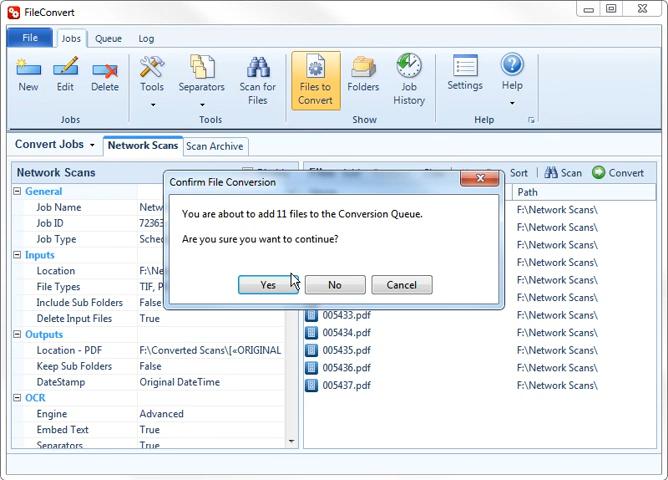 FileConvert
File Jobs Queue Log
New Edit Delete Tools Separators Scan for Files Files to Convert Folders Job History Settings Help
Jobs Tools Show Help
Convert Jobs Network Scans Scan Archive
Network Scans
Sort Scan Convert
General
Path
Job Name
Job ID
Job Type
Inputs
Location
File Types
Include Sub Folders False
Delete Input Files True
Outputs
Location - PDF F:\Converted Scans\[«ORIGINAL
Keep Sub Folders False
DateStamp Original DateTime
OCR
Engine Advanced
Embed Text True
Separators True
Confirm File Conversion
You are about to add 11 files to the Conversion Queue.
Are you sure you want to continue?
Yes No Cancel
F:\Network Scans\
F:\Network Scans\
F:\Network Scans\
F:\Network Scans\
F:\Network Scans\
F:\Network Scans\
005433.pdf F:\Network Scans\
005434.pdf F:\Network Scans\
005435.pdf F:\Network Scans\
005436.pdf F:\Network Scans\
005437.pdf F:\Network Scans\